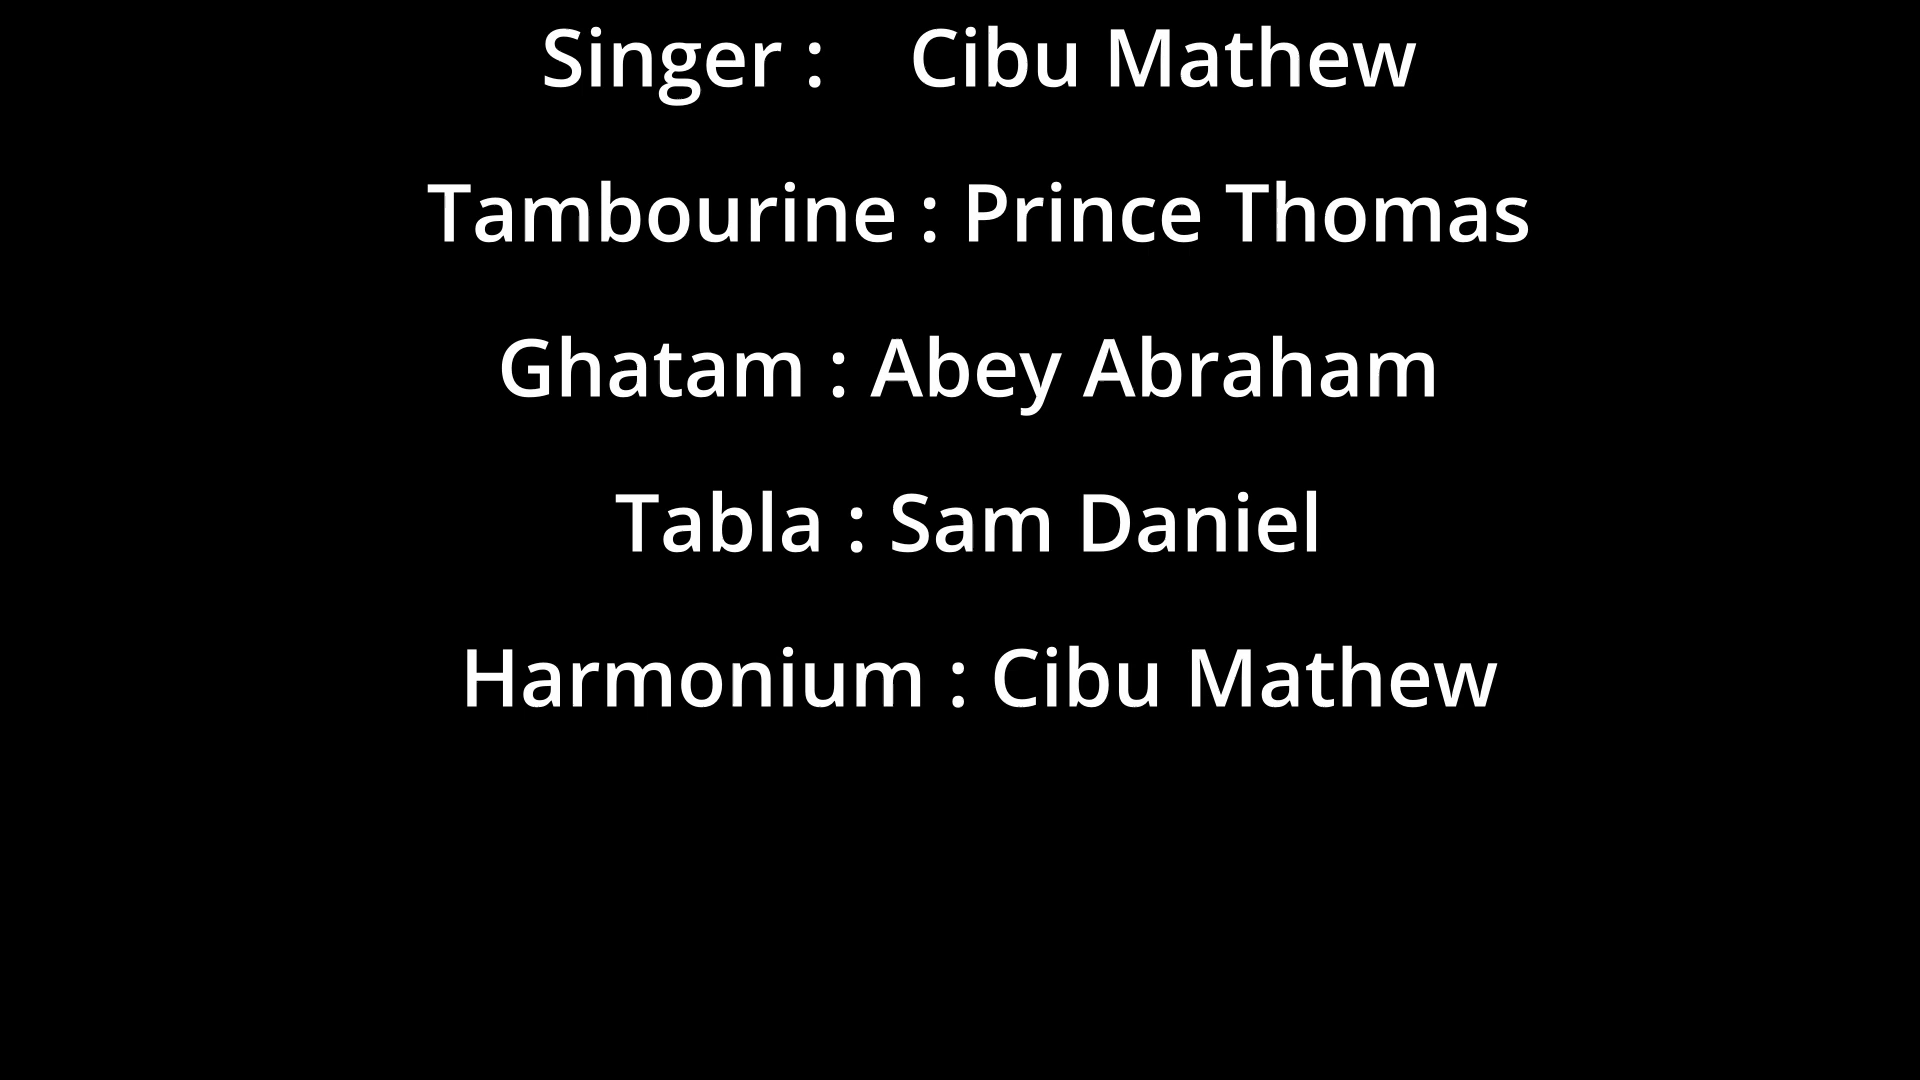 Singer :    Cibu Mathew
Tambourine : Prince Thomas
Ghatam : Abey Abraham
Tabla : Sam Daniel
Harmonium : Cibu Mathew